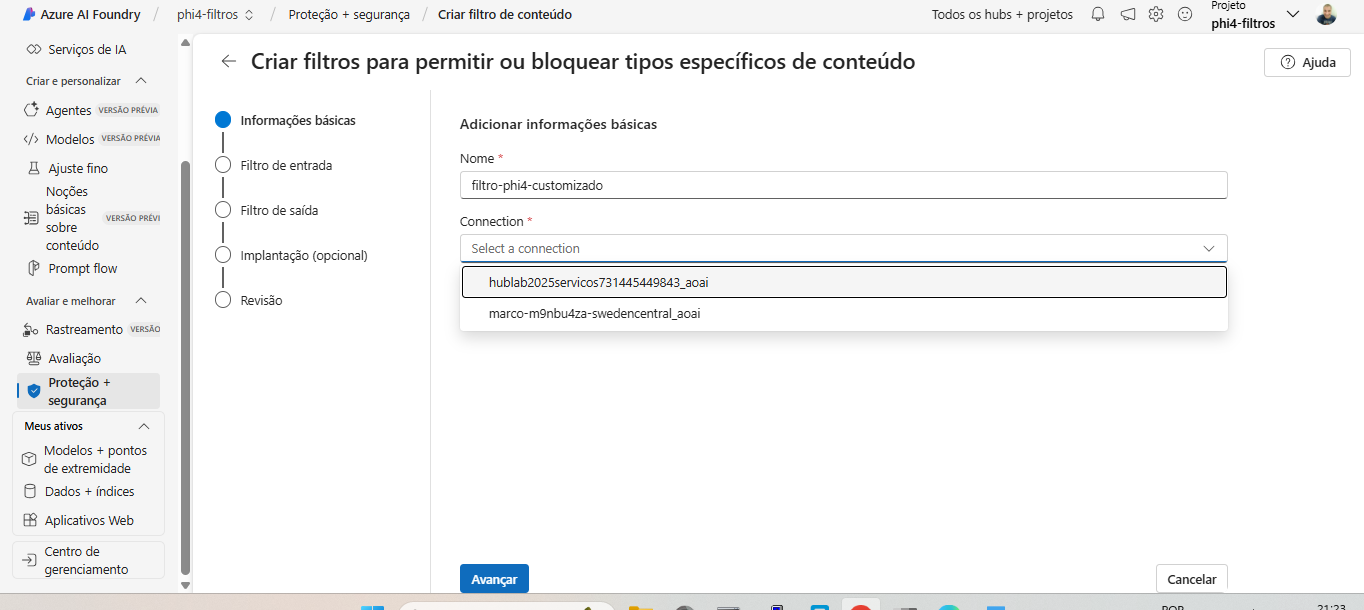 Azure AI Foundry / phi4-filtros / Proteção + segurança / Criar filtro de conteúdo
Todos os hubs + projetos
Projeto
phi4-filtros
Serviços de IA
Criar e personalizar
Agentes VERSÃO PRÉVIA
Modelos VERSÃO PRÉVIA
Ajuste fino
Noções
básicas
sobre
conteúdo
VERSÃO PRÉVI
Prompt flow
Avaliar e melhorar
Rastreamento VERSÃO
Avaliação
Proteção +
segurança
Meus ativos
Modelos + pontos
de extremidade
Dados + índices
Aplicativos Web
Centro de
gerenciamento
Criar filtros para permitir ou bloquear tipos específicos de conteúdo
Ajuda
Informações básicas
Filtro de entrada
Filtro de saída
Implantação (opcional)
Revisão
Adicionar informações básicas
Nome *
filtro-phi4-customizado
Connection *
Select a connection
hublab2025servicos731445449843_aoai
marco-m9nbu4za-swedencentral_aoai
Avançar
Cancelar
POR
21:23